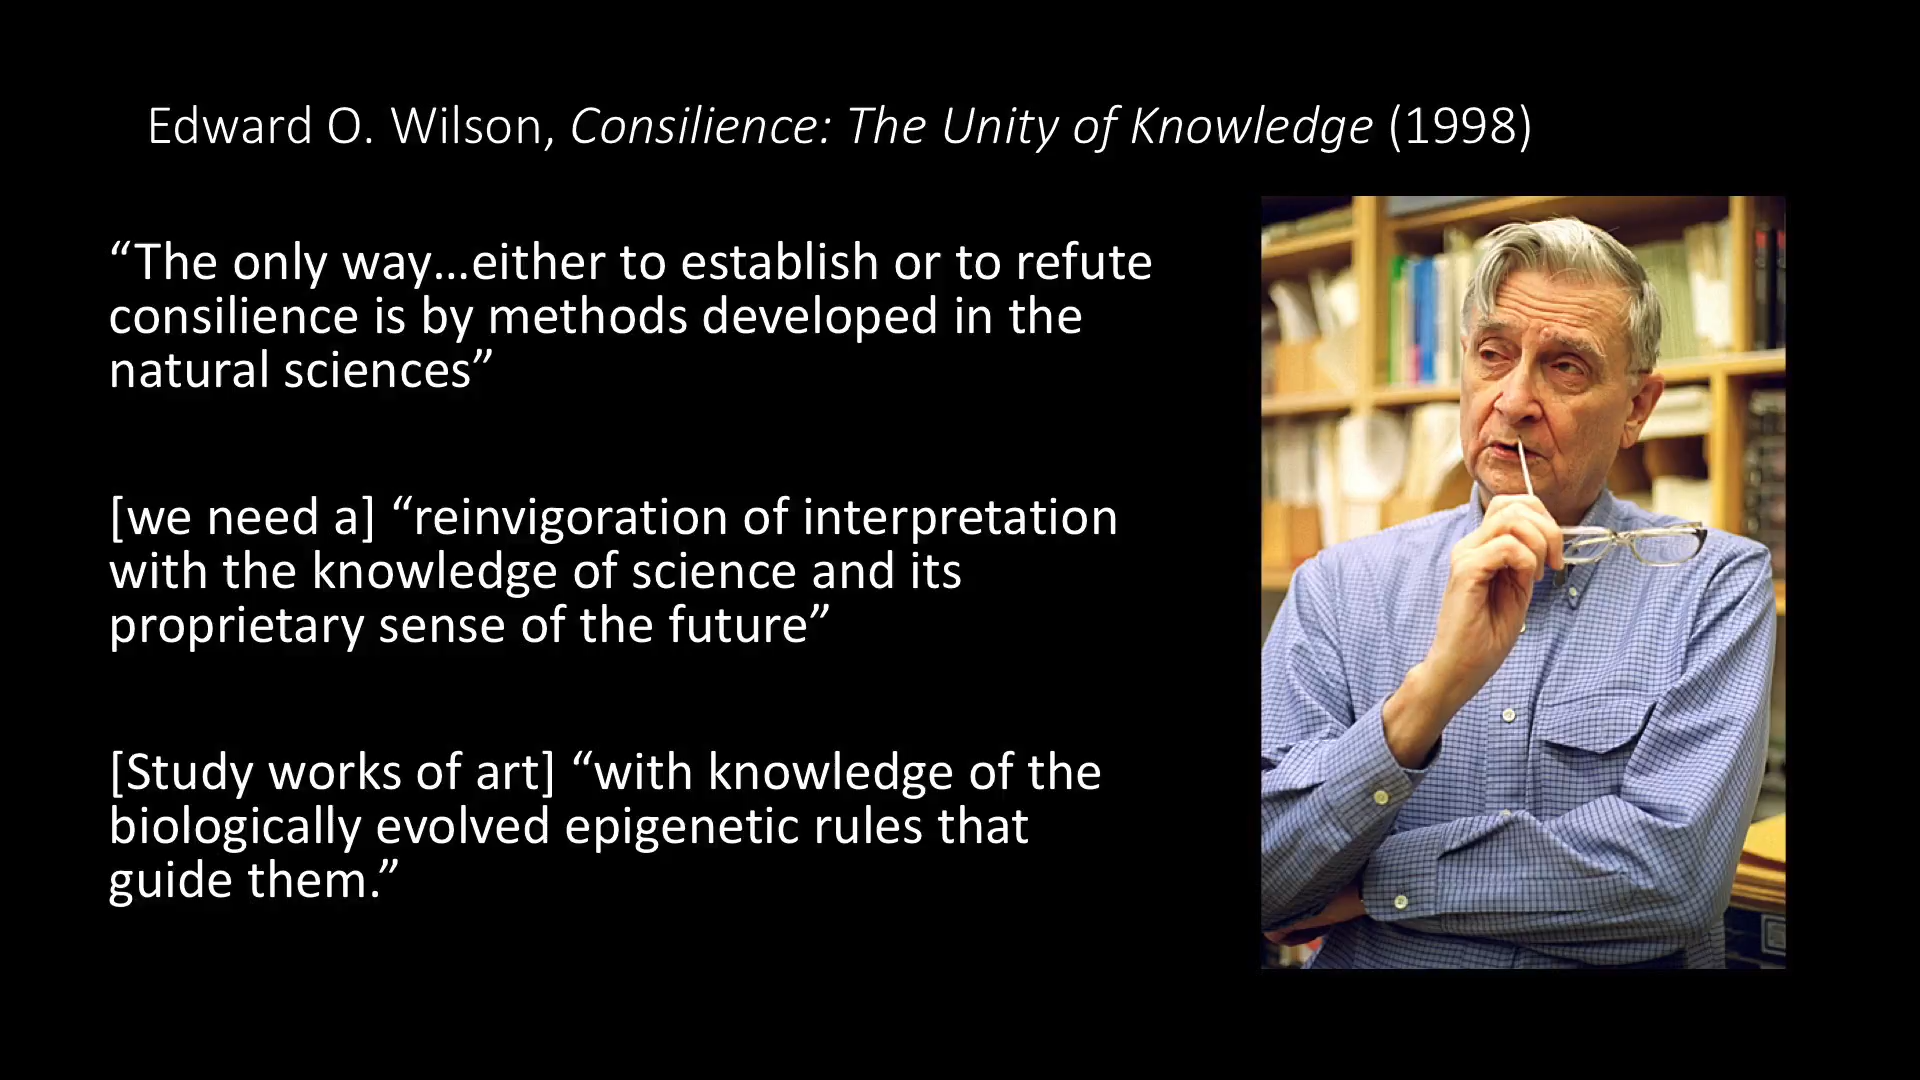 Edward O. Wilson, Consilience: The Unity of Knowledge (1998)
“The only way…either to establish or to refute
consilience is by methods developed in the
natural sciences”
[we need a] “reinvigoration of interpretation
with the knowledge of science and its
proprietary sense of the future”
[Study works of art] “with knowledge of the
biologically evolved epigenetic rules that
guide them.”